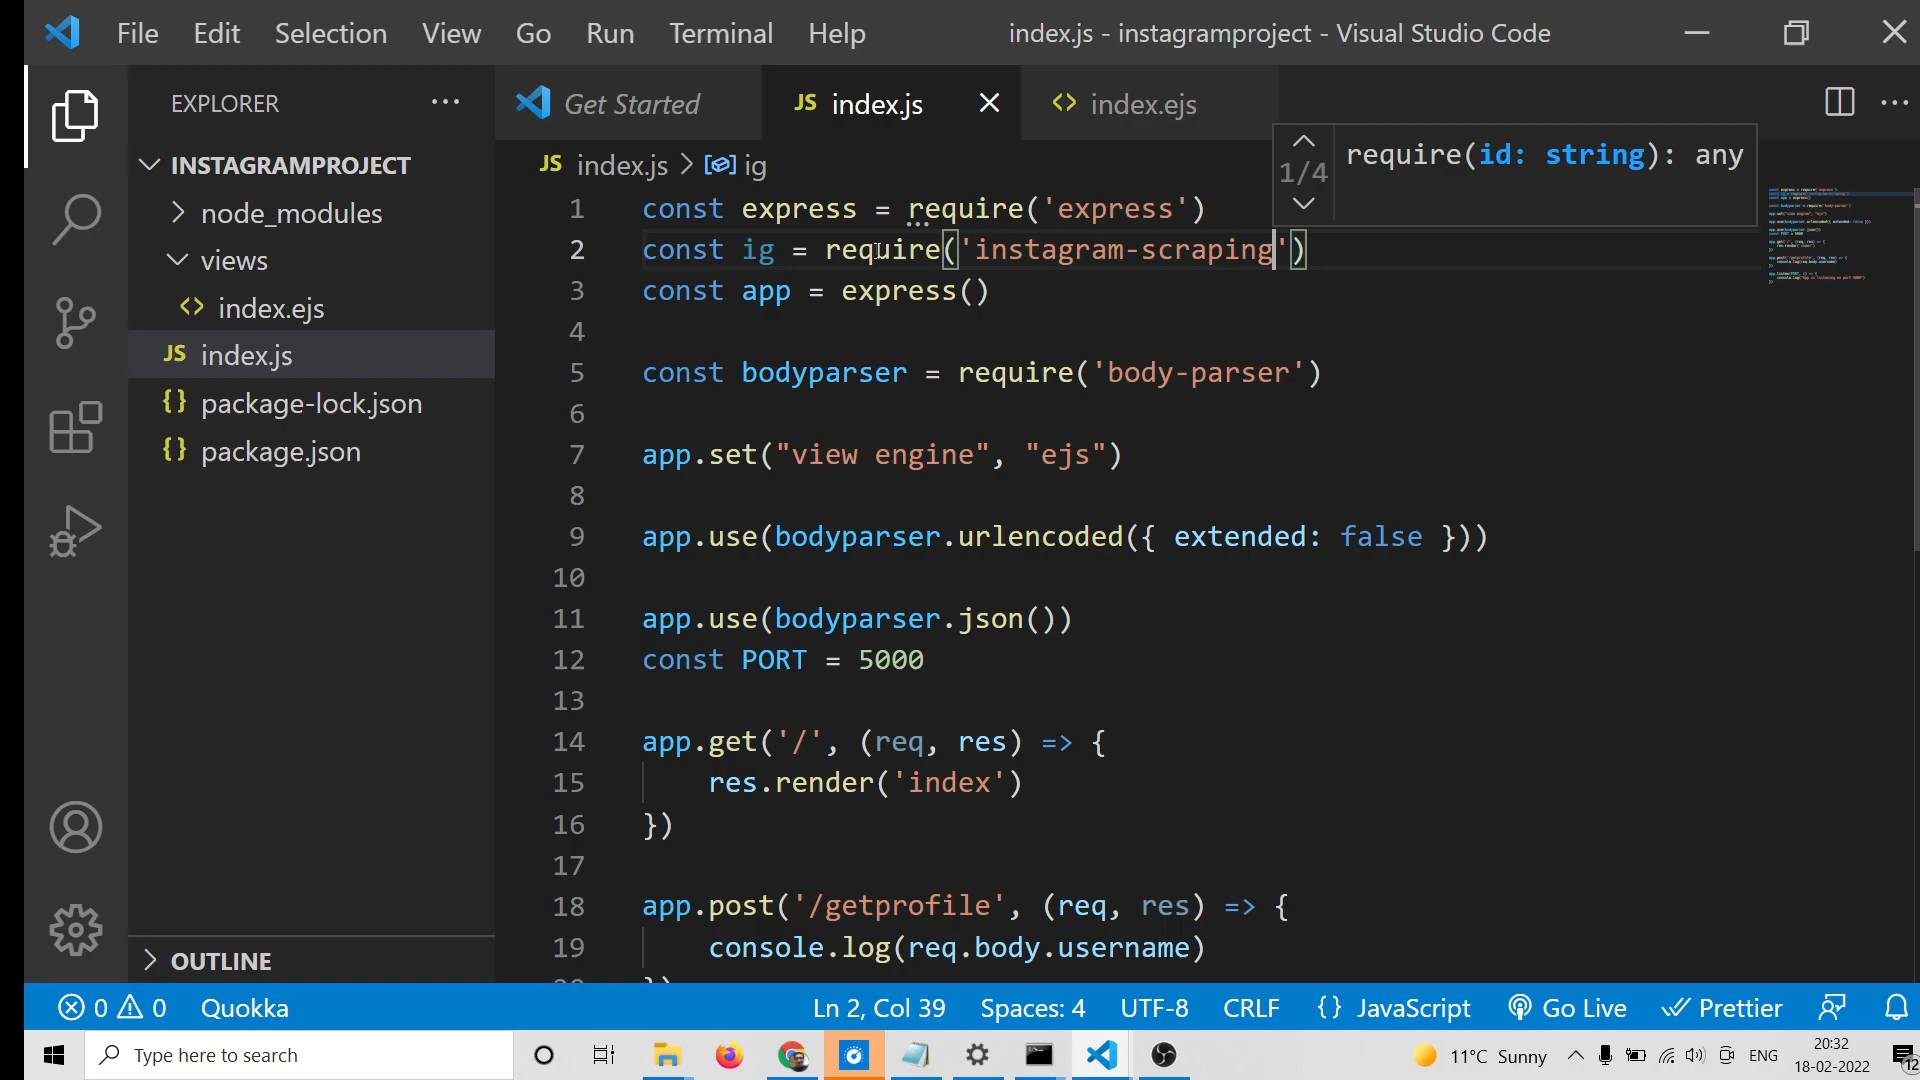 File Edit Selection View Go Run Terminal Help index.js - instagramproject - Visual Studio Code
EXPLORER ···
Get Started
JS index.js
<> index.ejs
INSTAGRAMPROJECT
node_modules
views
<> index.ejs
JS index.js
{} package-lock.json
{} package.json
OUTLINE
JS index.js > ig
1/4 require(id: string): any
1 const express = require('express')
2 const ig = require('instagram-scraping')
3 const app = express()
4
5 const bodyparser = require('body-parser')
6
7 app.set("view engine", "ejs")
8
9 app.use(bodyparser.urlencoded({ extended: false }))
10
11 app.use(bodyparser.json())
12 const PORT = 5000
13
14 app.get('/', (req, res) => {
15 res.render('index')
16 })
17
18 app.post('/getprofile', (req, res) => {
19 console.log(req.body.username)
0 0 Quokka Ln 2, Col 39 Spaces: 4 UTF-8 CRLF {} JavaScript Go Live Prettier
Type here to search
11°C Sunny
ENG
20:32
18-02-2022
12